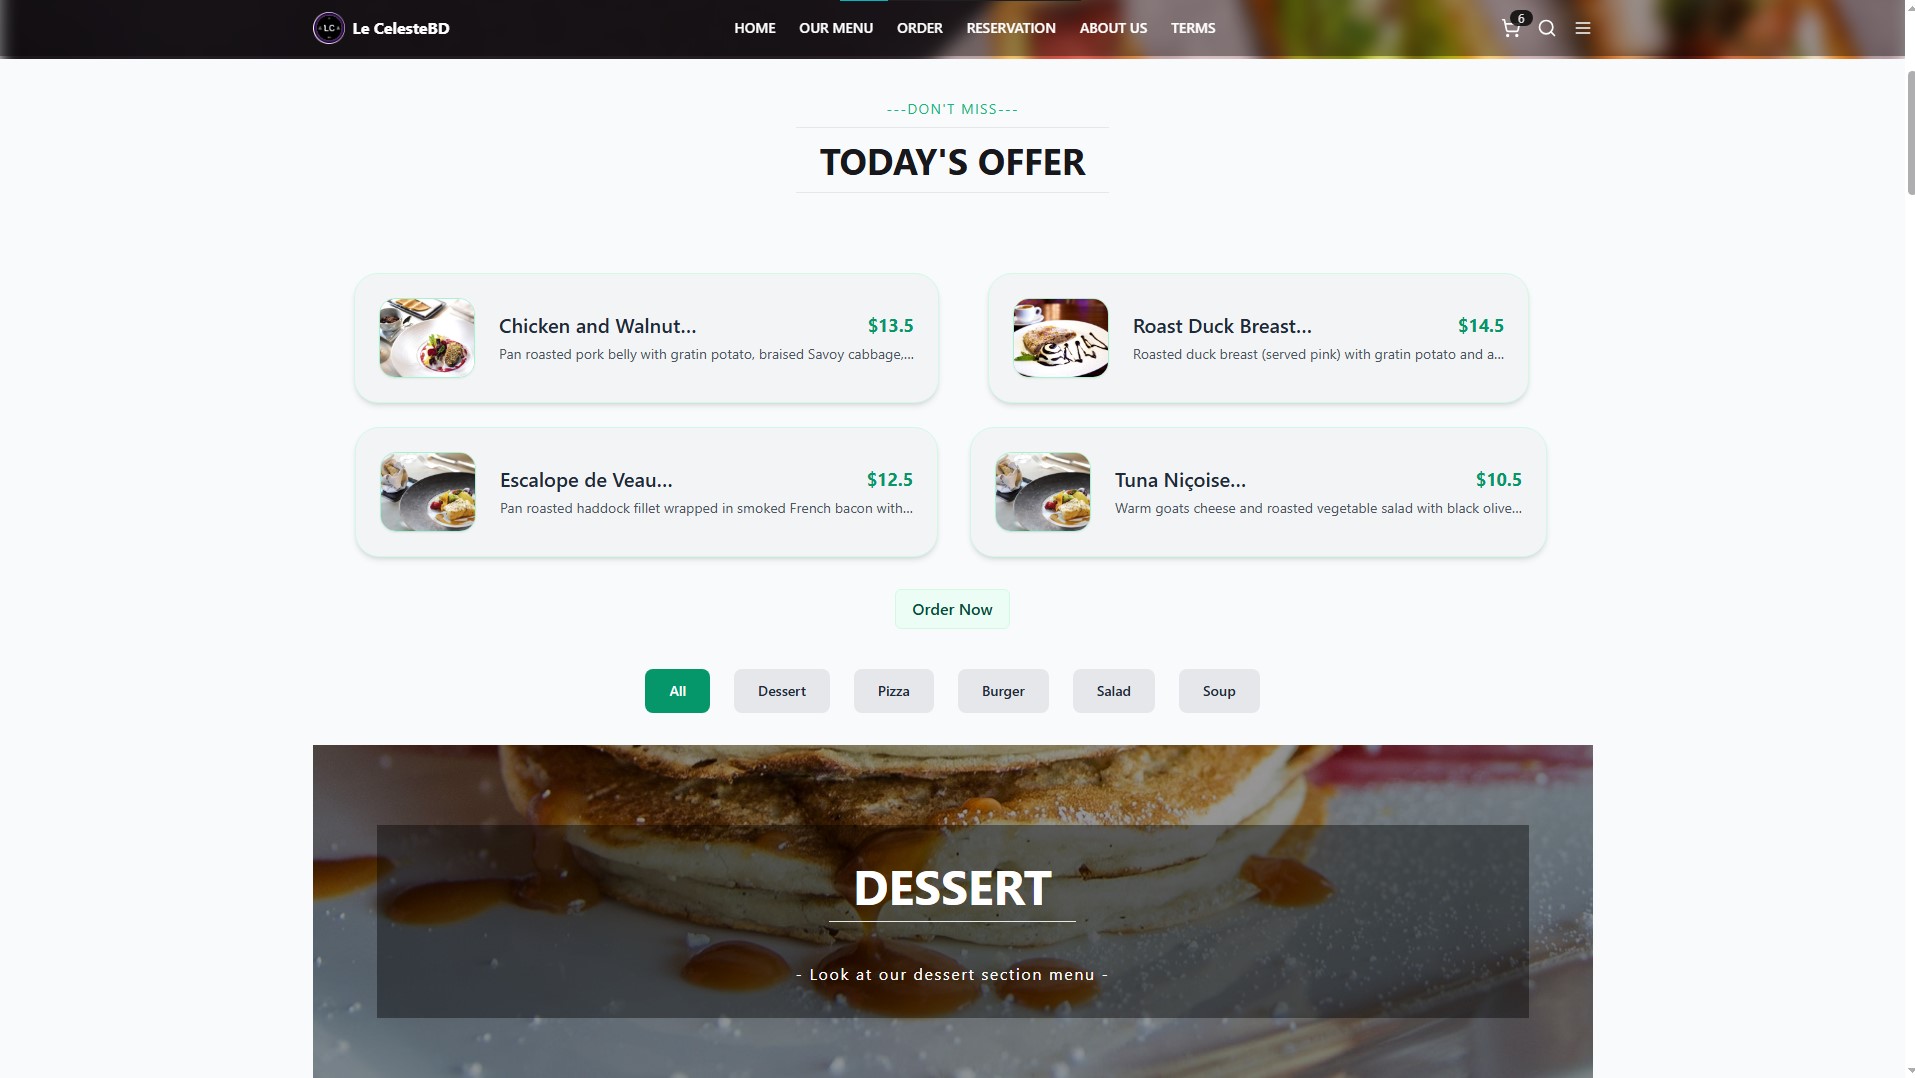 LC
Le CelesteBD
HOME OUR MENU ORDER RESERVATION ABOUT US TERMS
6
---DON'T MISS---
TODAY'S OFFER
Chicken and Walnut... $13.5
Pan roasted pork belly with gratin potato, braised Savoy cabbage,...
Roast Duck Breast... $14.5
Roasted duck breast (served pink) with gratin potato and a...
Escalope de Veau... $12.5
Pan roasted haddock fillet wrapped in smoked French bacon with...
Tuna Niçoise... $10.5
Warm goats cheese and roasted vegetable salad with black olive...
Order Now
All Dessert Pizza Burger Salad Soup
DESSERT
- Look at our dessert section menu -